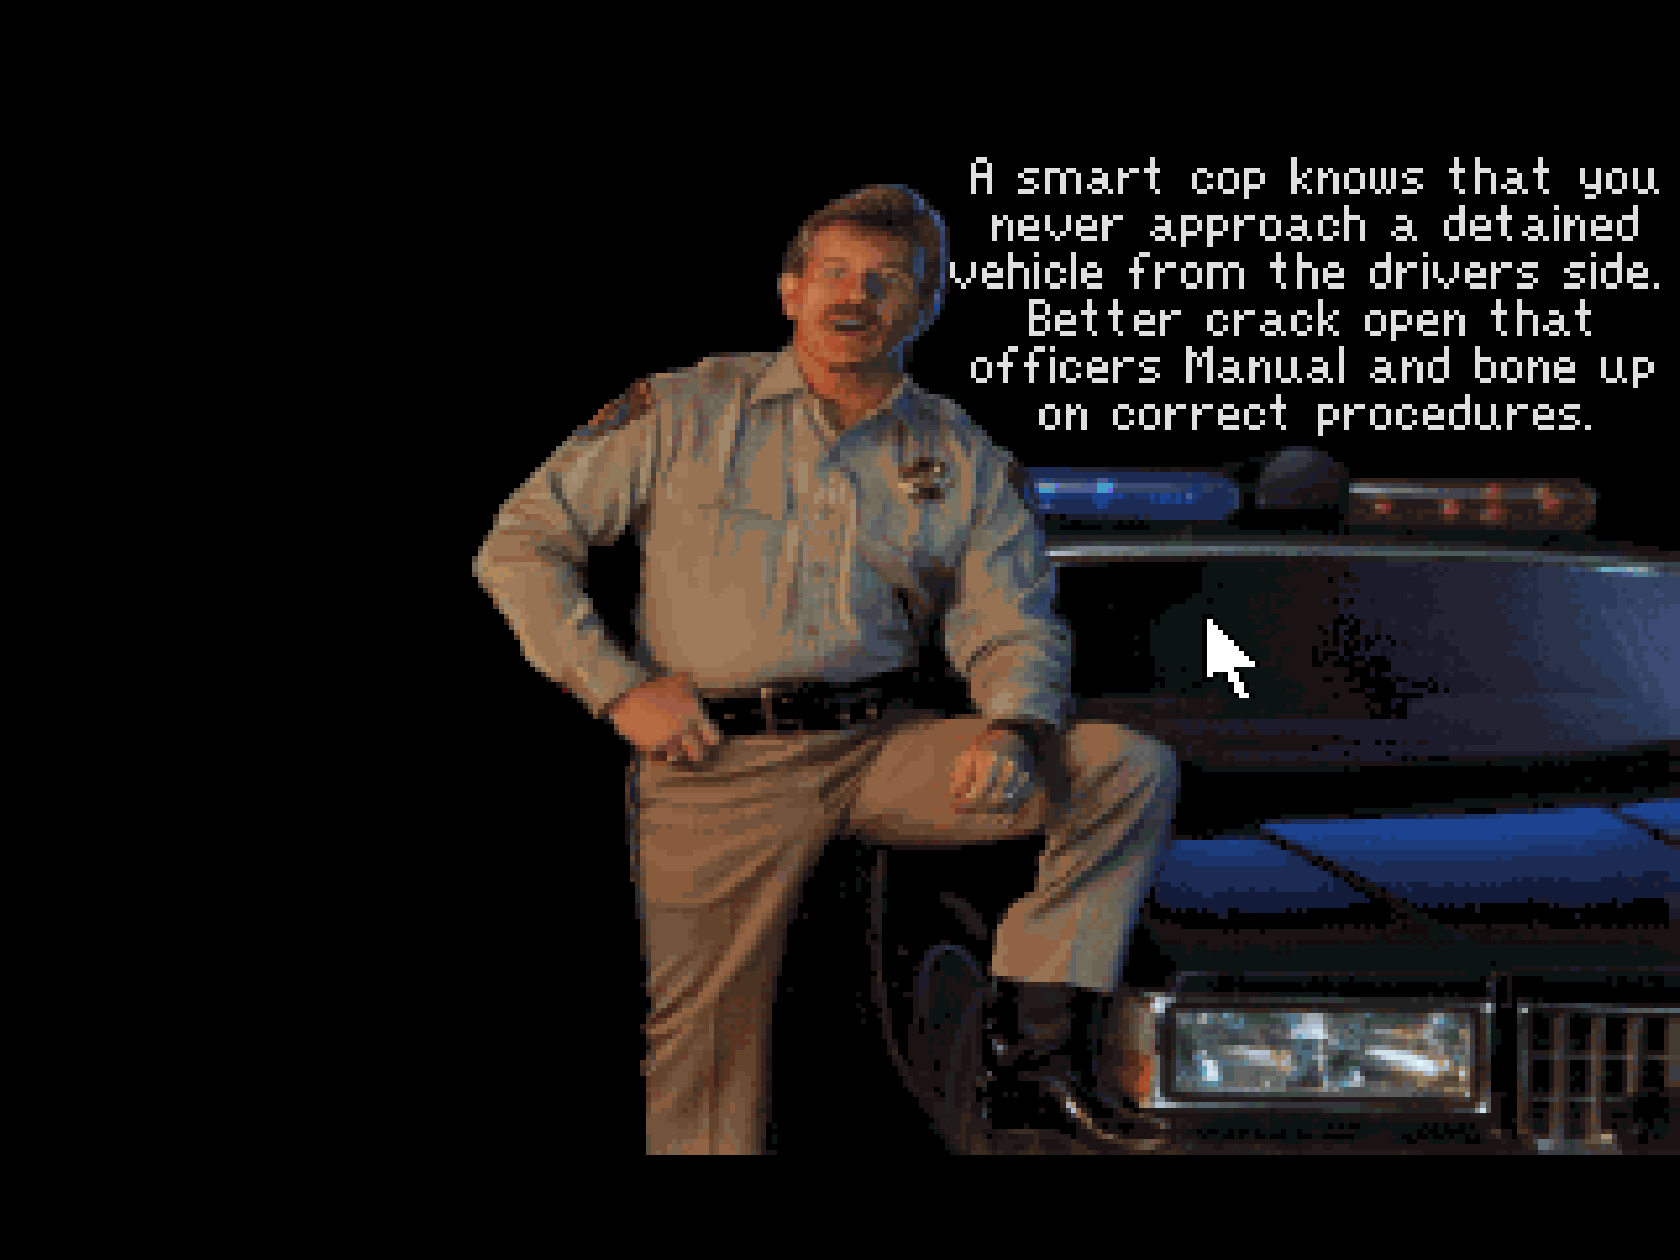 A smart cop knows that you
never approach a detained
vehicle from the drivers side.
Better crack open that
officers Manual and bone up
on correct procedures.